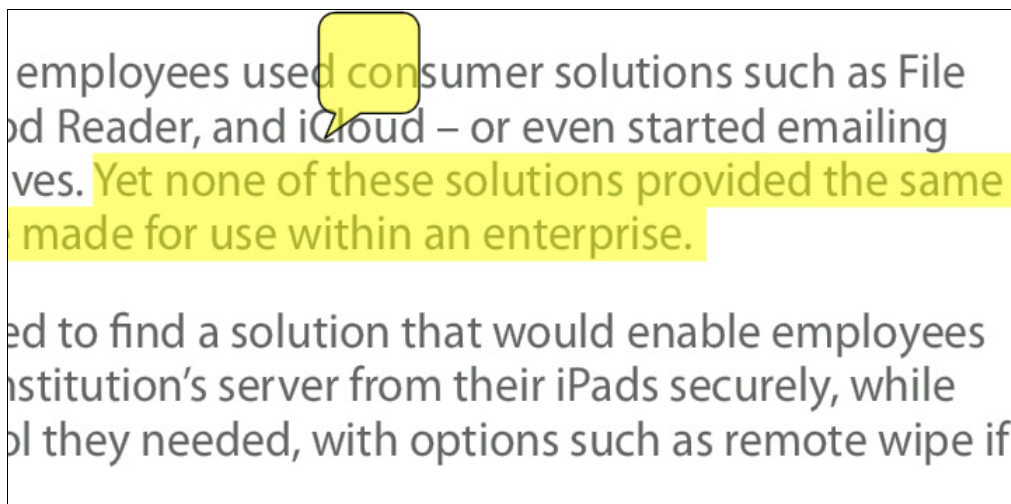 employees used consumer solutions such as File
od Reader, and iCloud – or even started emailing
ves. Yet none of these solutions provided the same
made for use within an enterprise.
ed to find a solution that would enable employees
nstitution’s server from their iPads securely, while
ol they needed, with options such as remote wipe if